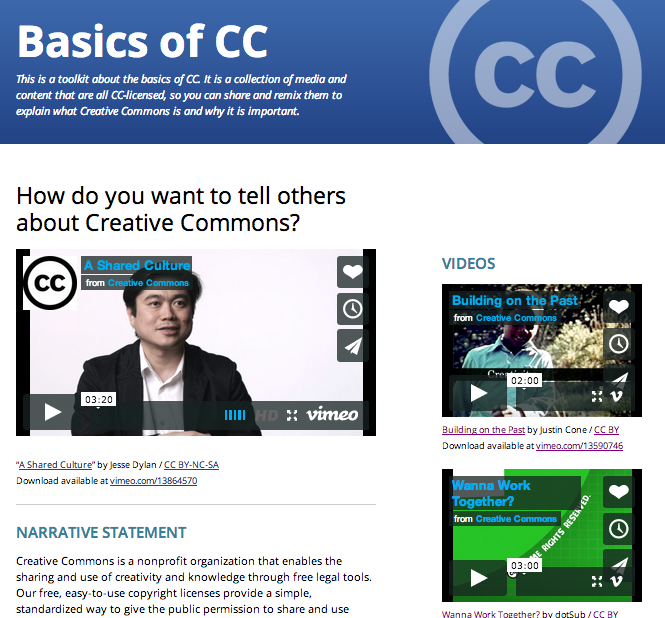 Basics of CC
This is a toolkit about the basics of CC. It is a collection of media and
content that are all CC-licensed, so you can share and remix them to
explain what Creative Commons is and why it is important.
cc
How do you want to tell others
about Creative Commons?
cc
A Shared Culture
from Creative Commons
03:20
HD
vimeo
"A Shared Culture" by Jesse Dylan / CC BY-NC-SA
Download available at vimeo.com/13864570
NARRATIVE STATEMENT
Creative Commons is a nonprofit organization that enables the
sharing and use of creativity and knowledge through free legal tools.
Our free, easy-to-use copyright licenses provide a simple,
standardized way to give the public permission to share and use
VIDEOS
Building on the Past
from Creative Commons
02:00
Building on the Past by Justin Cone / CC BY
Download available at vimeo.com/13590746
Wanna Work
Together?
from Creative Commons
ME RIGHTS RESERVED.
03:00
Wanna Work Together? by dotSub / CC BY